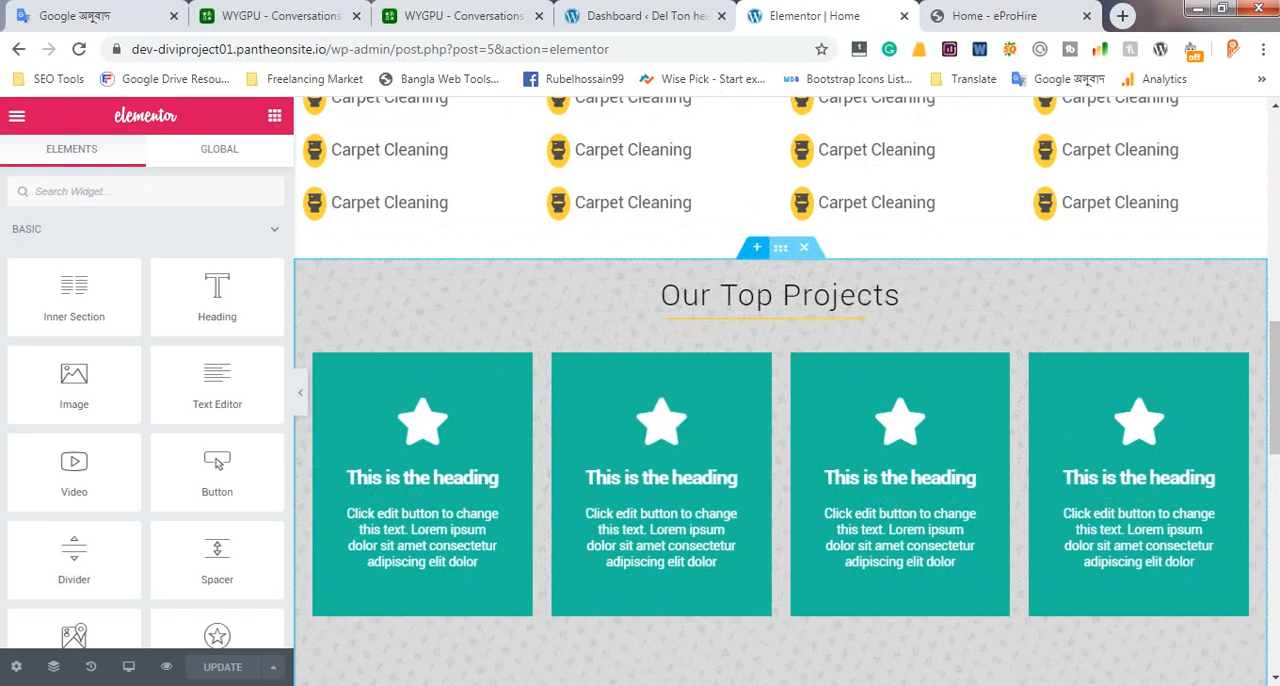 Google অনুবাদ
WYGPU - Conversations
WYGPU - Conversations
Dashboard ‹ Del Ton he
Elementor | Home
Home - eProHire
dev-diviproject01.pantheonsite.io/wp-admin/post.php?post=5&action=elementor
off
SEO Tools
Google Drive Resou...
Freelancing Market
Bangla Web Tools...
Rubelhossain99
Wise Pick - Start ex...
Bootstrap Icons List...
Translate
Google অনুবাদ
Analytics
»
elementor
ELEMENTS
GLOBAL
Search Widget...
BASIC
Inner Section
Heading
Image
Text Editor
Video
Button
Divider
Spacer
UPDATE
Carpet Cleaning Carpet Cleaning Carpet Cleaning Carpet Cleaning
Carpet Cleaning Carpet Cleaning Carpet Cleaning Carpet Cleaning
Carpet Cleaning Carpet Cleaning Carpet Cleaning Carpet Cleaning
Our Top Projects
This is the heading
Click edit button to change
this text. Lorem ipsum
dolor sit amet consectetur
adipiscing elit dolor
This is the heading
Click edit button to change
this text. Lorem ipsum
dolor sit amet consectetur
adipiscing elit dolor
This is the heading
Click edit button to change
this text. Lorem ipsum
dolor sit amet consectetur
adipiscing elit dolor
This is the heading
Click edit button to change
this text. Lorem ipsum
dolor sit amet consectetur
adipiscing elit dolor